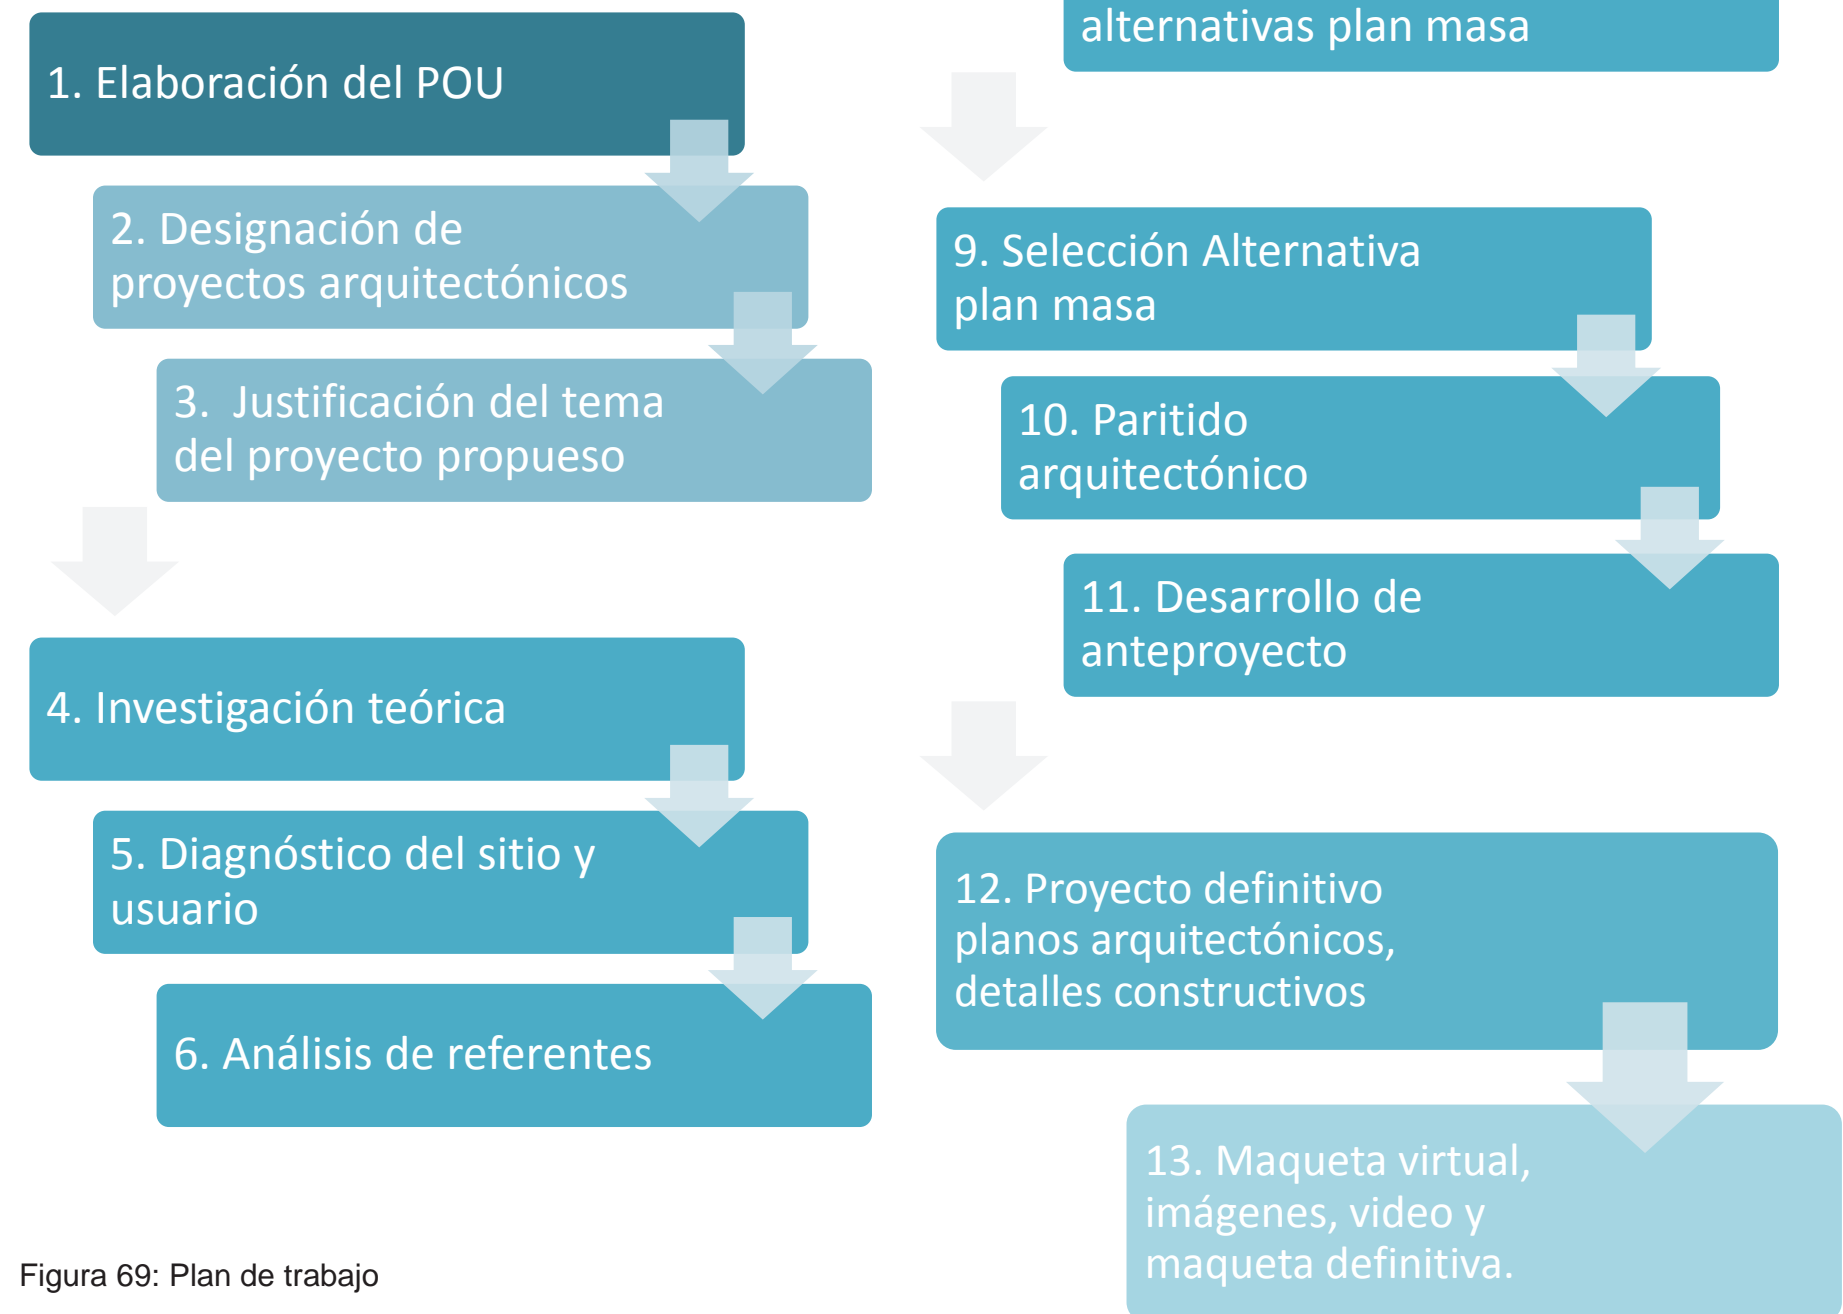 1. Elaboración del POU
2. Designación de
proyectos arquitectónicos
3.  Justificación del tema
del proyecto propueso
4. Investigación teórica
5. Diagnóstico del sitio y
usuario
6. Análisis de referentes
Figura 69: Plan de trabajo
alternativas plan masa
9. Selección Alternativa
plan masa
10. Paritido
arquitectónico
11. Desarrollo de
anteproyecto
12. Proyecto definitivo
planos arquitectónicos,
detalles constructivos
13. Maqueta virtual,
imágenes, video y
maqueta definitiva.